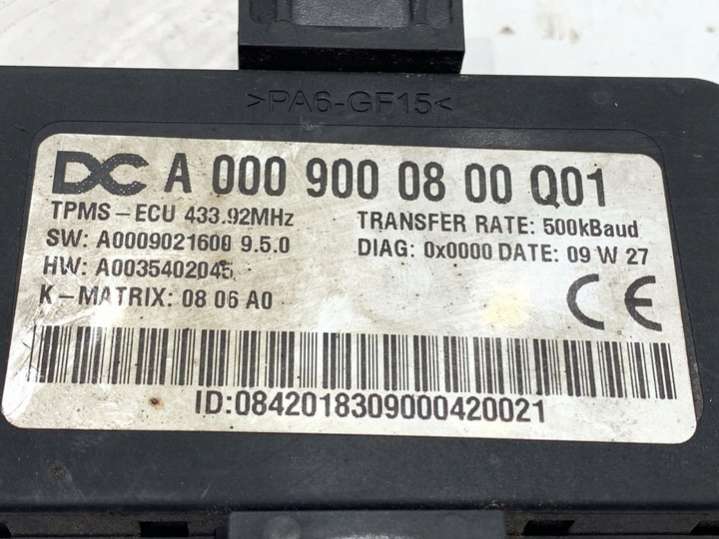 >PA6-GF15<
DC A 000 900 08 00 Q01
TPMS-ECU 433.92MHz TRANSFER RATE: 500kBaud
SW: A0009021600 9.5.0 DIAG: 0x0000 DATE: 09 W 27
HW: A0035402045
K-MATRIX: 08 06 A0
CE
ID:0842018309000420021